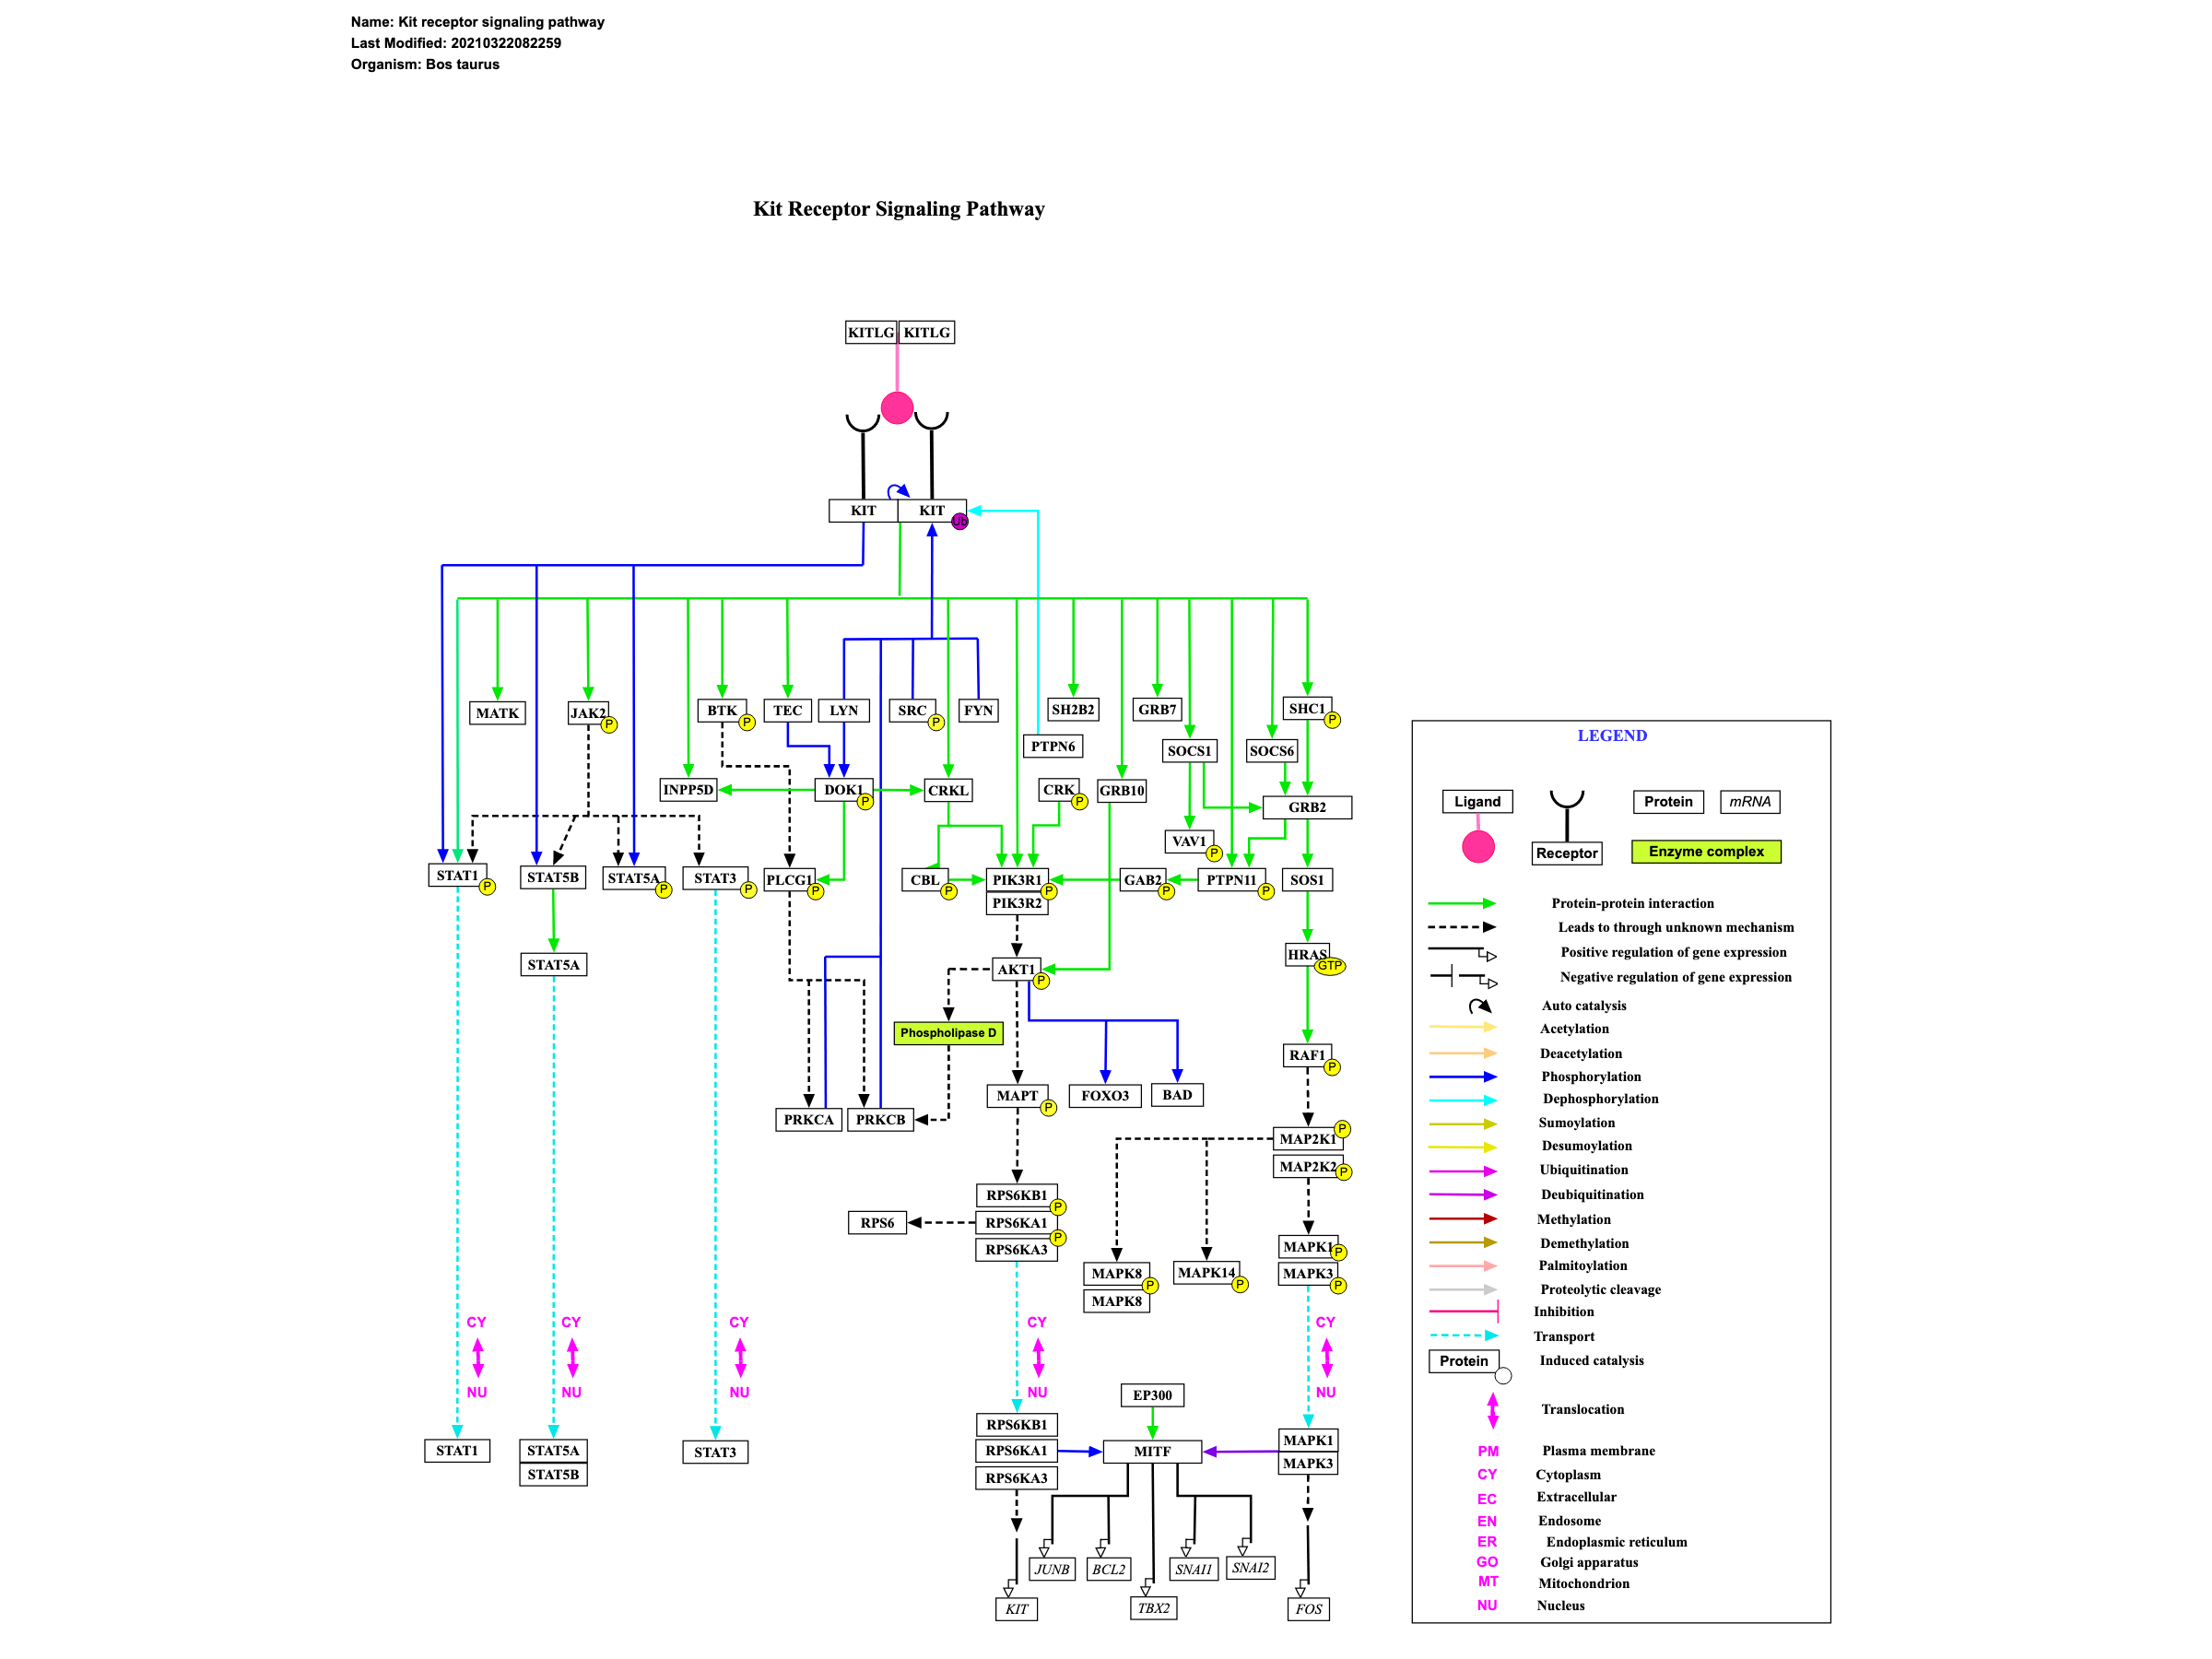 Name: Kit receptor signaling pathway
Last Modified: 20210322082259
Organism: Bos taurus
Kit Receptor Signaling Pathway
KITLG KITLG
KIT KIT
Ub
MATK
JAK2 P
BTK P
TEC
LYN
SRC P
FYN
SH2B2
GRB7
SHC1 P
PTPN6
SOCS1
SOCS6
INPP5D
DOK1 P
CRKL
CRK P
GRB10
GRB2
VAV1 P
STAT1 P
STAT5B
STAT5A P
STAT3 P
PLCG1 P
CBL P
PIK3R1 P
PIK3R2
GAB2 P
PTPN11 P
SOS1
STAT5A
AKT1 P
HRAS GTP
Phospholipase D
RAF1 P
MAPT P
FOXO3
BAD
PRKCA
PRKCB
MAP2K1 P
MAP2K2 P
RPS6KB1 P
RPS6
RPS6KA1 P
RPS6KA3
MAPK1 P
MAPK8 P
MAPK14 P
MAPK3 P
MAPK8
CY CY CY CY CY
NU NU NU NU NU
EP300
RPS6KB1
STAT1
STAT5A
STAT3
RPS6KA1
MITF
MAPK1
STAT5B
RPS6KA3
MAPK3
JUNB
BCL2
SNAI1
SNAI2
KIT
TBX2
FOS
LEGEND
Ligand
Protein
mRNA
Receptor
Enzyme complex
Protein-protein interaction
Leads to through unknown mechanism
Positive regulation of gene expression
Negative regulation of gene expression
Auto catalysis
Acetylation
Deacetylation
Phosphorylation
Dephosphorylation
Sumoylation
Desumoylation
Ubiquitination
Deubiquitination
Methylation
Demethylation
Palmitoylation
Proteolytic cleavage
Inhibition
Transport
Protein Induced catalysis
Translocation
PM Plasma membrane
CY Cytoplasm
EC Extracellular
EN Endosome
ER Endoplasmic reticulum
GO Golgi apparatus
MT Mitochondrion
NU Nucleus